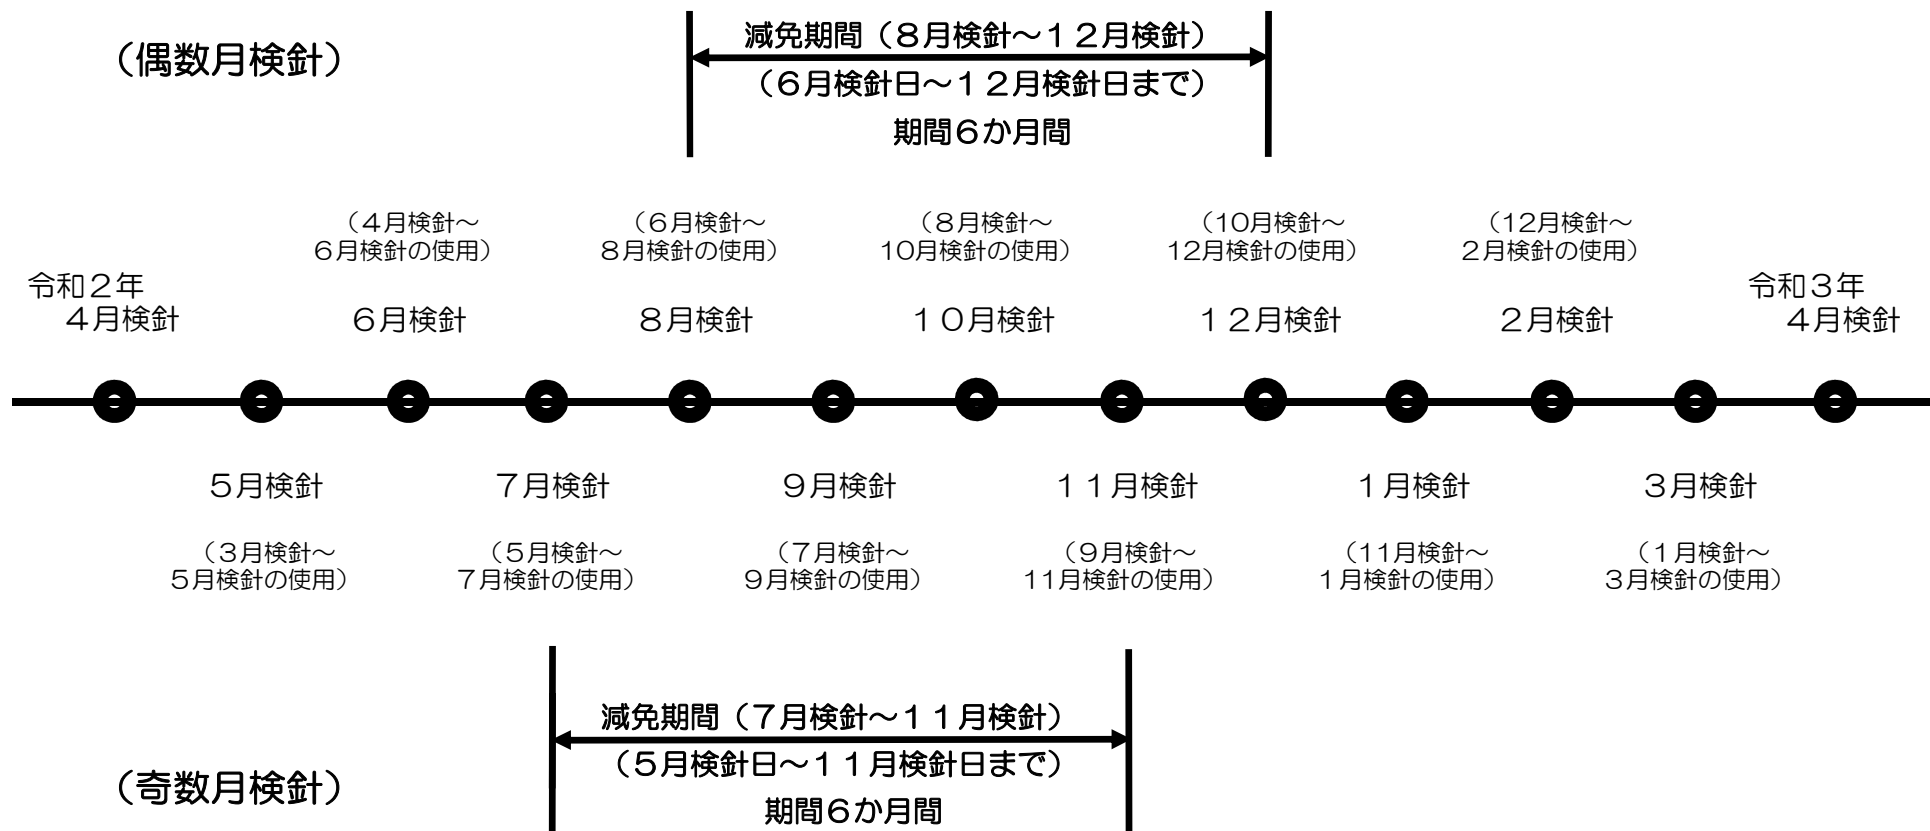 （偶数月検針）
減免期間（８月検針～１２月検針）
（６月検針日～１２月検針日まで）
期間６か月間
（４月検針～
６月検針の使用）
（６月検針～
８月検針の使用）
（８月検針～
10月検針の使用）
（10月検針～
12月検針の使用）
（12月検針～
２月検針の使用）
令和２年
４月検針
６月検針
８月検針
１０月検針
１２月検針
２月検針
令和３年
４月検針
５月検針
７月検針
９月検針
１１月検針
１月検針
３月検針
（３月検針～
５月検針の使用）
（５月検針～
７月検針の使用）
（７月検針～
９月検針の使用）
（９月検針～
11月検針の使用）
（11月検針～
１月検針の使用）
（１月検針～
３月検針の使用）
減免期間（７月検針～１１月検針）
（５月検針日～１１月検針日まで）
期間６か月間
（奇数月検針）